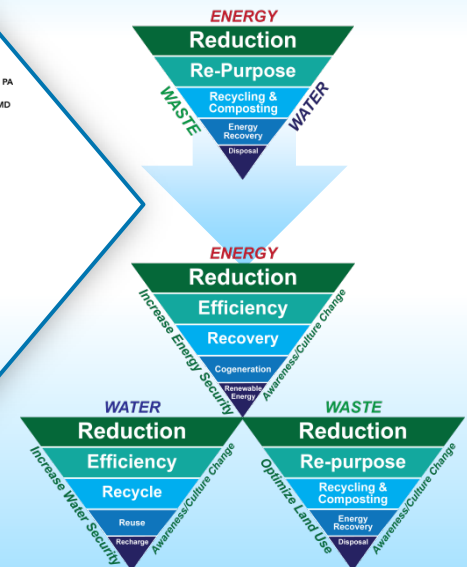 ENERGY
Reduction
Re-Purpose
Recycling &
Composting
Energy
Recovery
Disposal
WASTE
WATER
PA
MD
ENERGY
Reduction
Efficiency
Recovery
Cogeneration
Renewable
Energy
Increase Energy Security
Awareness/Culture Change
WATER
Reduction
Efficiency
Recycle
Reuse
Recharge
Increase Water Security
Awareness/Culture Change
WASTE
Reduction
Re-purpose
Recycling &
Composting
Energy
Recovery
Disposal
Optimize Land Use
Awareness/Culture Change